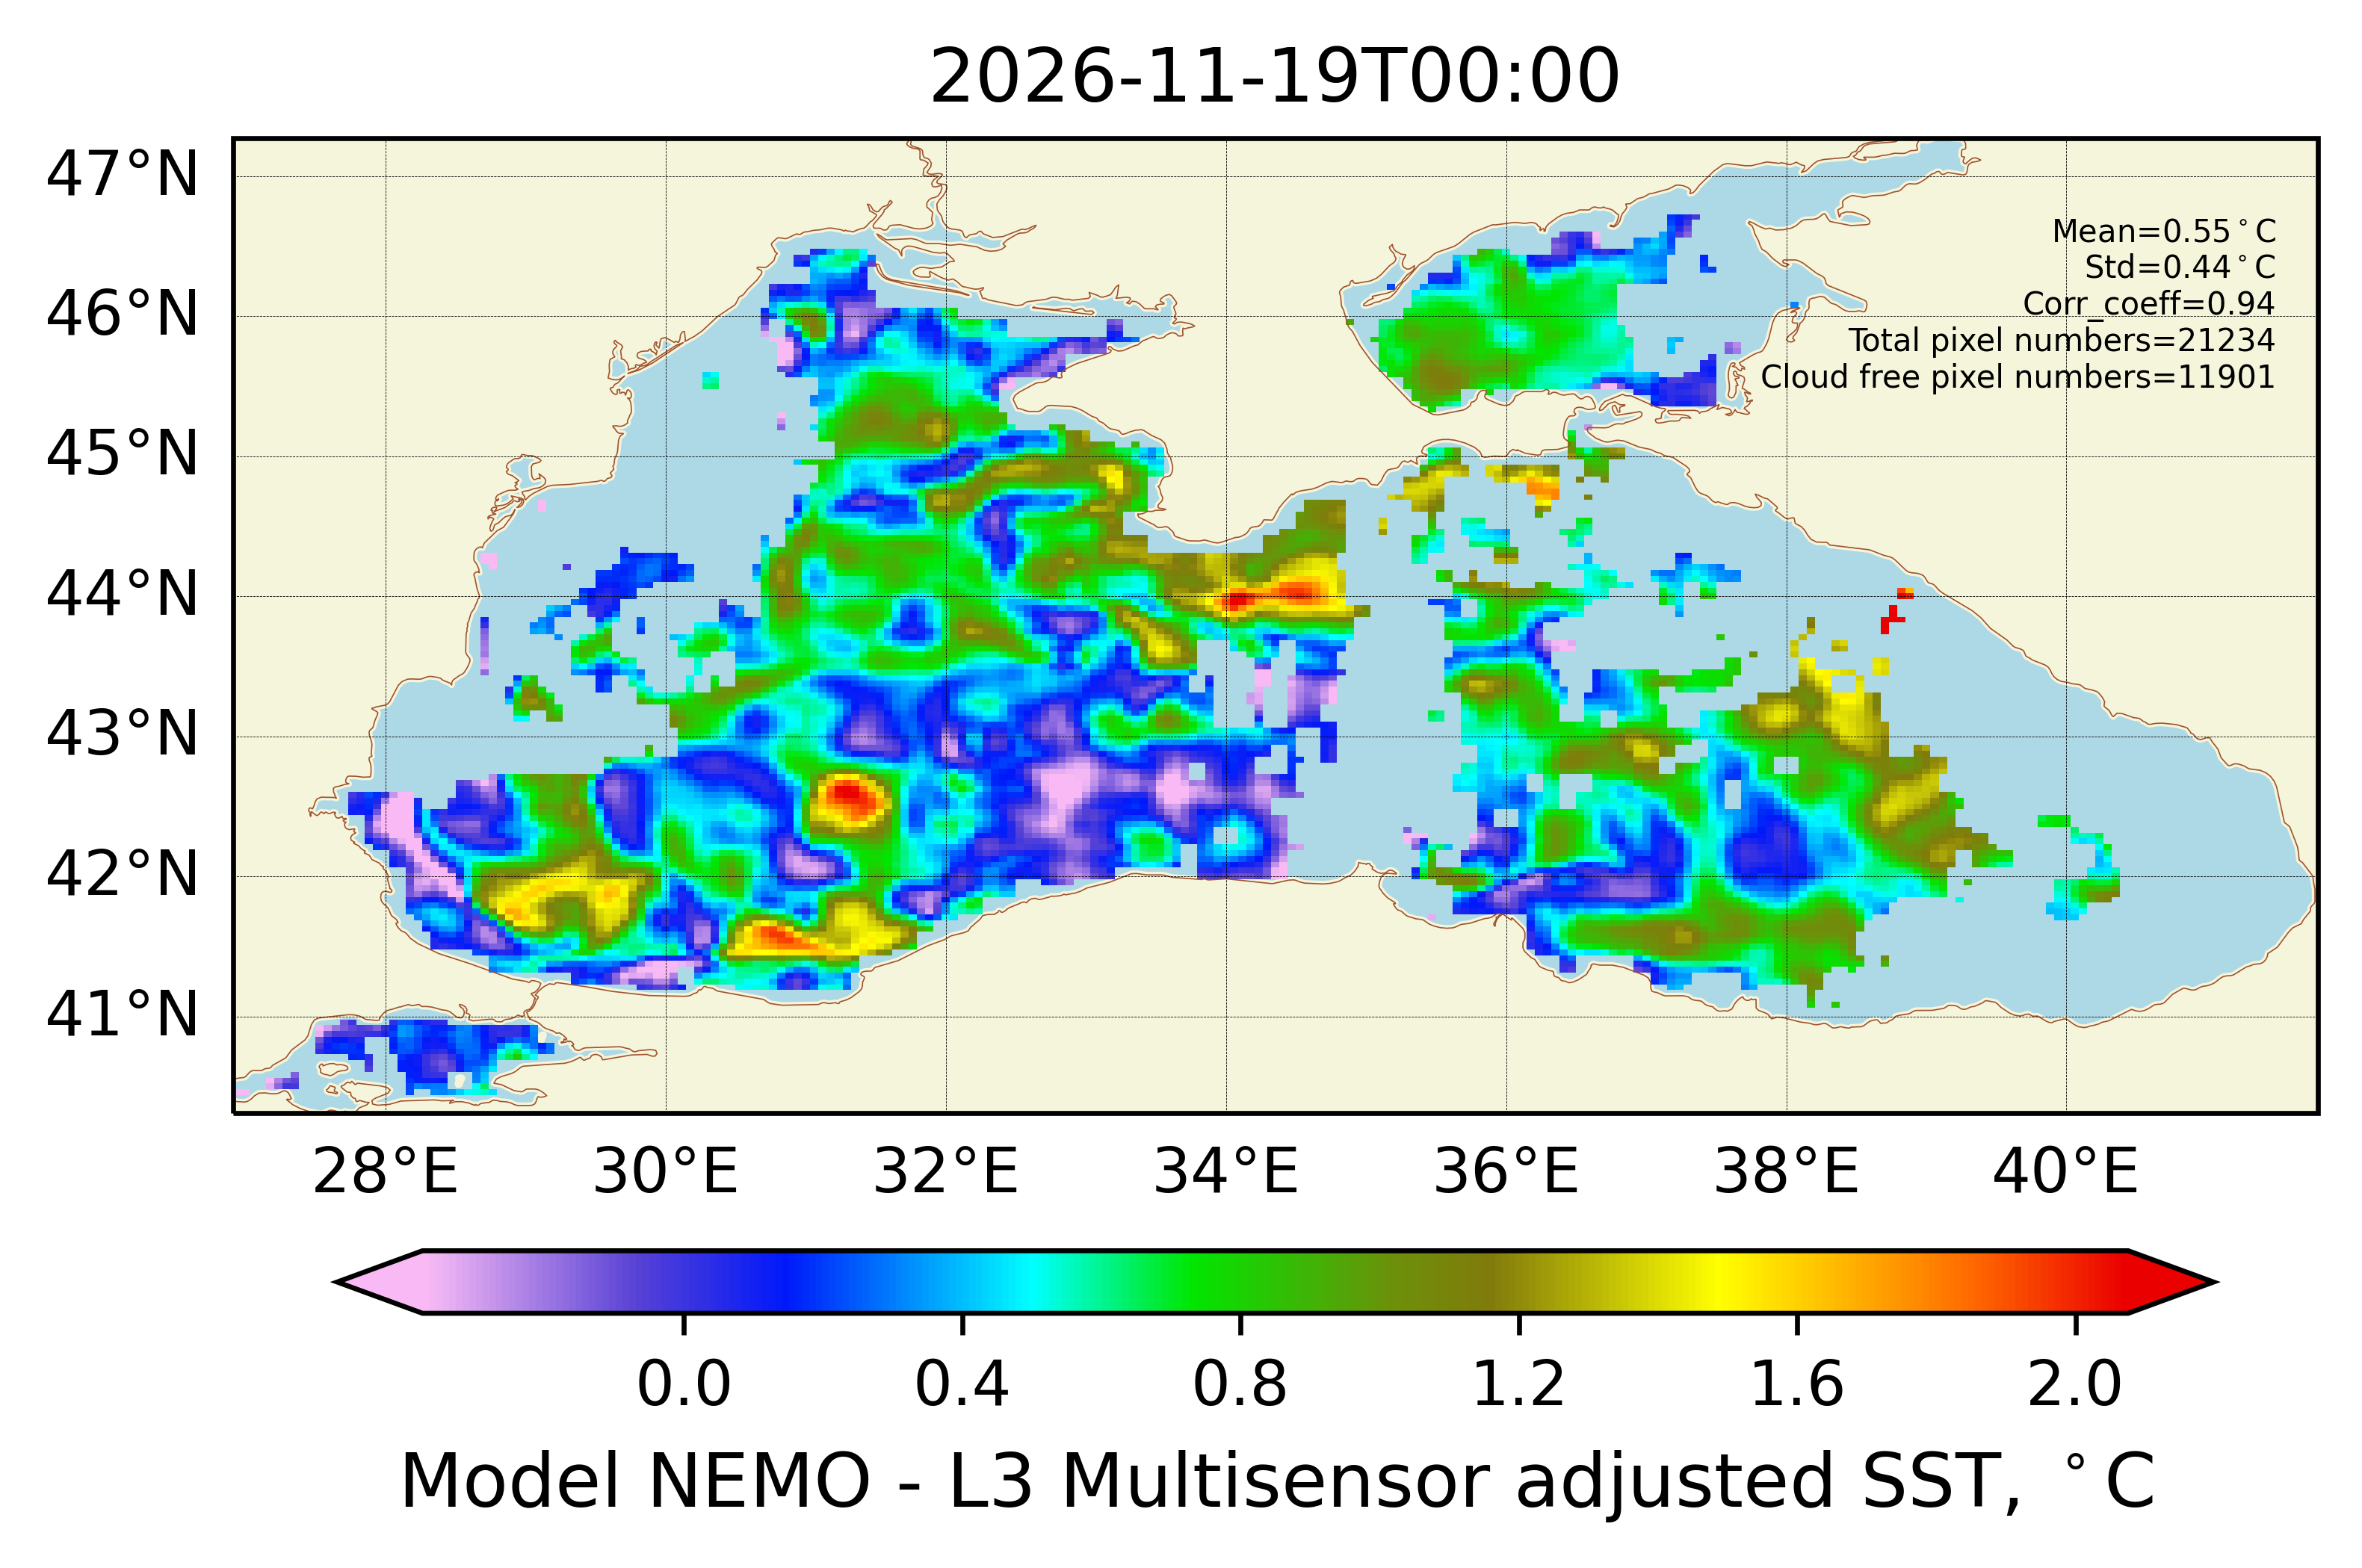 2026-11-19T00:00
47°N
46°N
45°N
44°N
43°N
42°N
41°N
Mean=0.55°C
Std=0.44°C
Corr_coeff=0.94
Total pixel numbers=21234
Cloud free pixel numbers=11901
28°E 30°E 32°E 34°E 36°E 38°E 40°E
0.0 0.4 0.8 1.2 1.6 2.0
Model NEMO - L3 Multisensor adjusted SST, °C